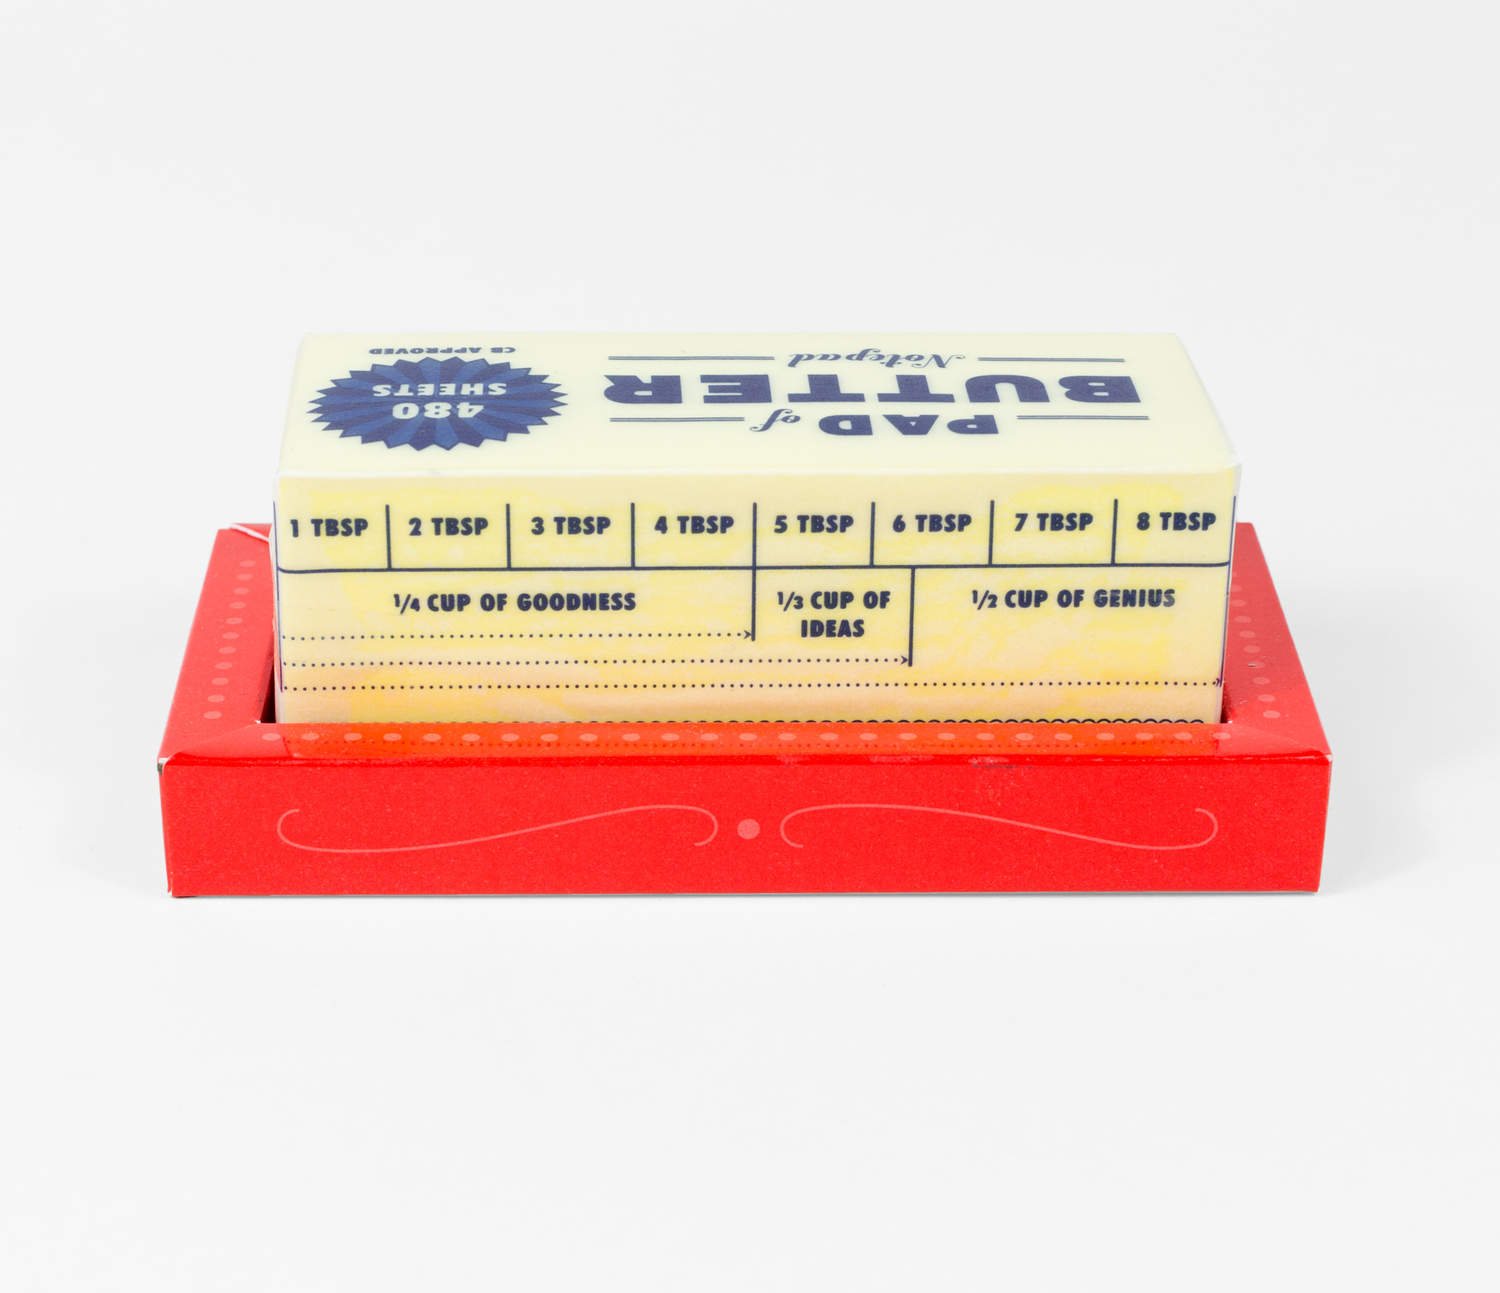 PAD of
BUTTER
Notepad
480
SHEETS
CB APPROVED
1 TBSP 2 TBSP 3 TBSP 4 TBSP 5 TBSP 6 TBSP 7 TBSP 8 TBSP
1/4 CUP OF GOODNESS
1/3 CUP OF
IDEAS
1/2 CUP OF GENIUS